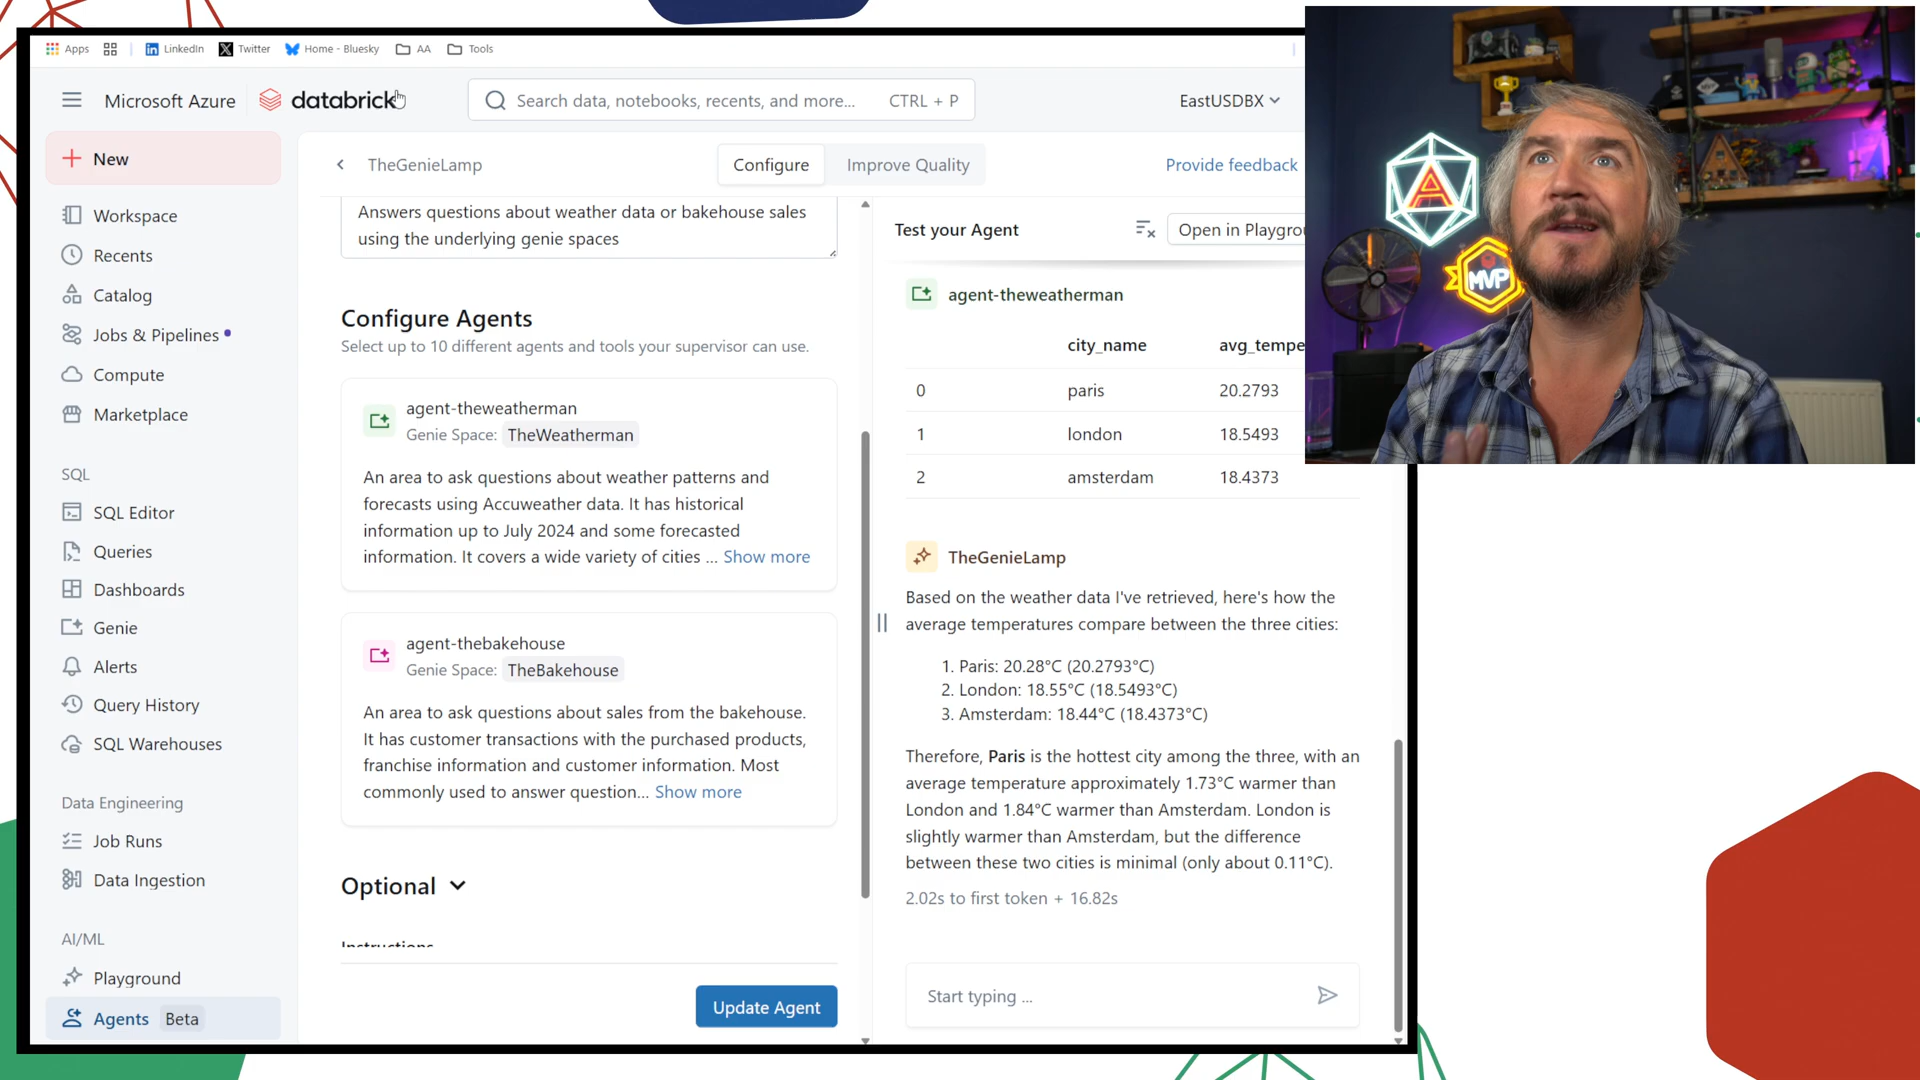 Apps
LinkedIn
Twitter
Home - Bluesky
AA
Tools
Microsoft Azure
databrick
Search data, notebooks, recents, and more...
CTRL + P
EastUSDBX
New
Workspace
Recents
Catalog
Jobs & Pipelines
Compute
Marketplace
SQL
SQL Editor
Queries
Dashboards
Genie
Alerts
Query History
SQL Warehouses
Data Engineering
Job Runs
Data Ingestion
AI/ML
Playground
Agents Beta
TheGenieLamp
Configure
Improve Quality
Provide feedback
Answers questions about weather data or bakehouse sales
using the underlying genie spaces
Configure Agents
Select up to 10 different agents and tools your supervisor can use.
agent-theweatherman
Genie Space: TheWeatherman
An area to ask questions about weather patterns and
forecasts using Accuweather data. It has historical
information up to July 2024 and some forecasted
information. It covers a wide variety of cities ... Show more
agent-thebakehouse
Genie Space: TheBakehouse
An area to ask questions about sales from the bakehouse.
It has customer transactions with the purchased products,
franchise information and customer information. Most
commonly used to answer question... Show more
Optional
Instructions
Update Agent
Test your Agent
Open in Playgrou
agent-theweatherman
city_name avg_tempe
0 paris 20.2793
1 london 18.5493
2 amsterdam 18.4373
TheGenieLamp
Based on the weather data I've retrieved, here's how the
average temperatures compare between the three cities:
1. Paris: 20.28°C (20.2793°C)
2. London: 18.55°C (18.5493°C)
3. Amsterdam: 18.44°C (18.4373°C)
Therefore, Paris is the hottest city among the three, with an
average temperature approximately 1.73°C warmer than
London and 1.84°C warmer than Amsterdam. London is
slightly warmer than Amsterdam, but the difference
between these two cities is minimal (only about 0.11°C).
2.02s to first token + 16.82s
Start typing ...
A
MVP